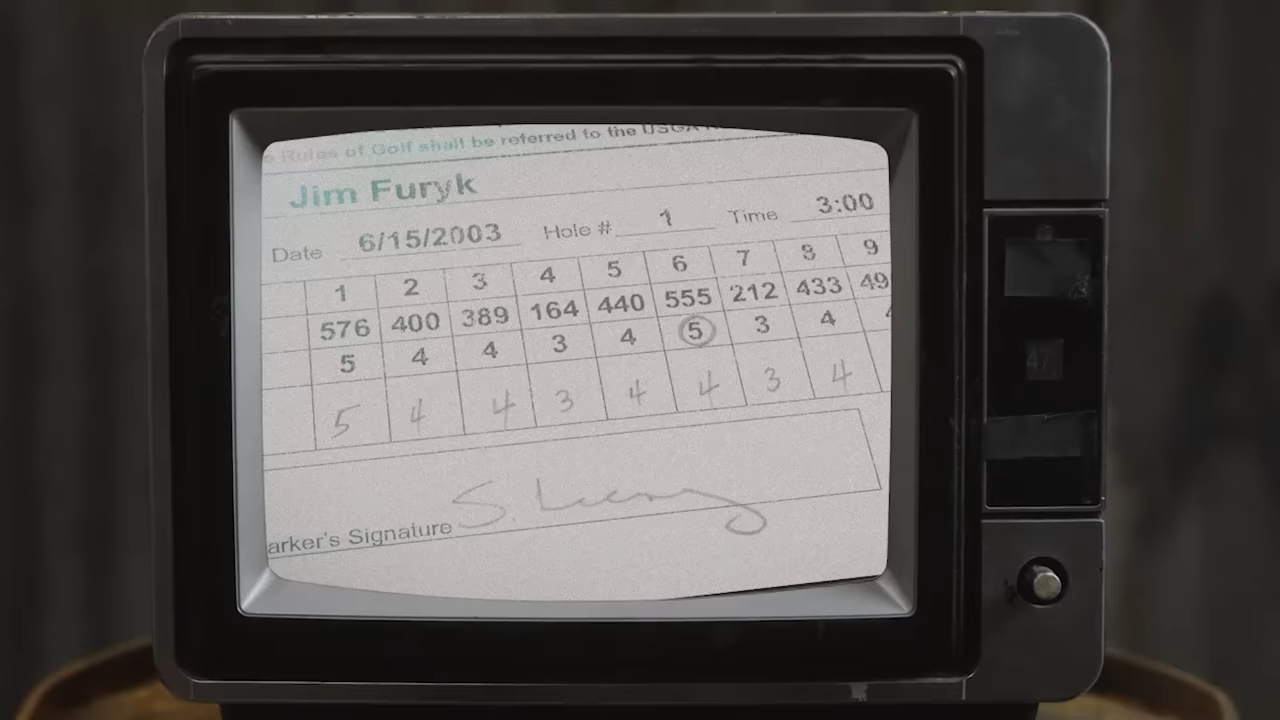 Rules of Golf shall be referred to the USGA
Jim Furyk
Date 6/15/2003 Hole # 1 Time 3:00
1 2 3 4 5 6 7 8 9
576 400 389 164 440 555 212 433 49
5 4 4 3 4 5 3 4
5 4 4 3 4 4 3 4
arker's Signature S.